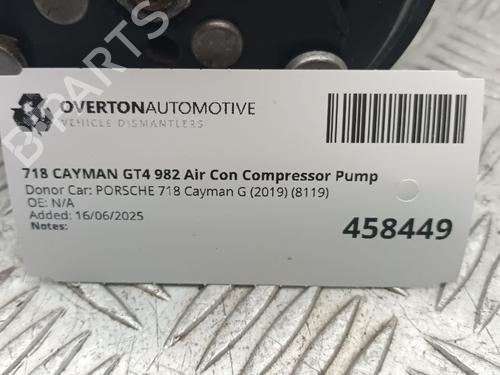 OVERTONAUTOMOTIVE
VEHICLE DISMANTLERS
B-PARTS
718 CAYMAN GT4 982 Air Con Compressor Pump
Donor Car: PORSCHE 718 Cayman G (2019) (8119)
OE: N/A
Added: 16/06/2025
Notes:
458449